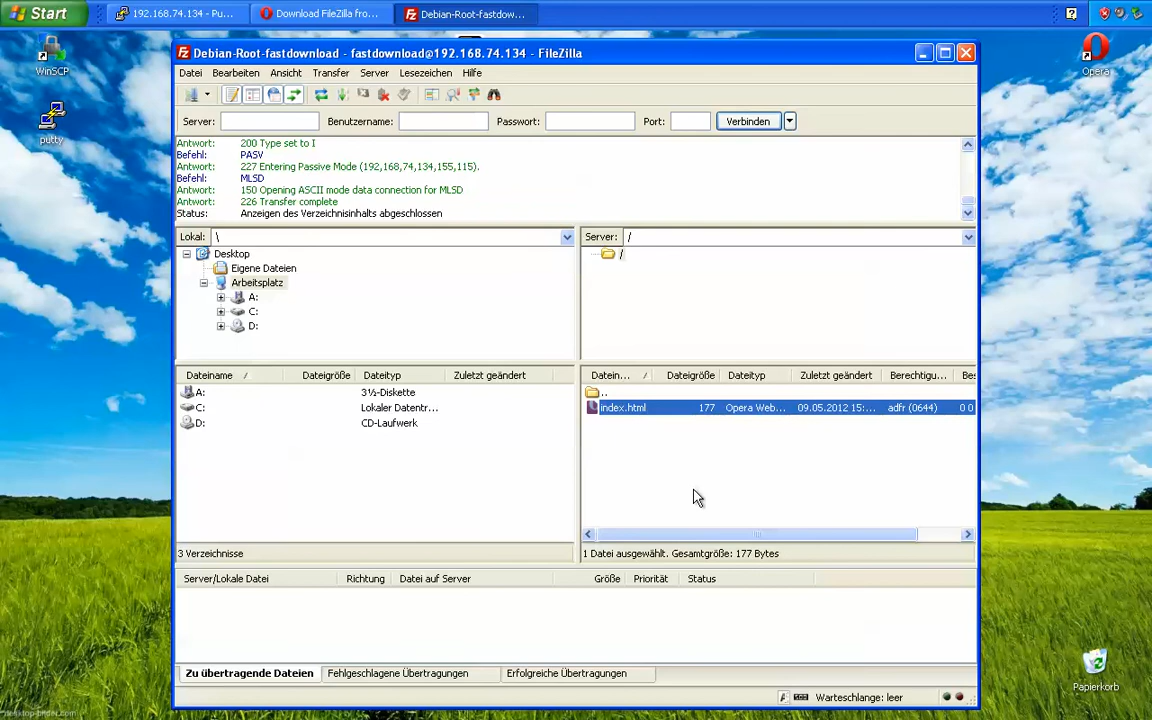 Start
192.168.74.134 - Pu...
Download FileZilla fro...
Debian-Root-fastdow...
WinSCP
putty
Opera
Papierkorb
Debian-Root-fastdownload - fastdownload@192.168.74.134 - FileZilla
Datei Bearbeiten Ansicht Transfer Server Lesezeichen Hilfe
Server: Benutzername: Passwort: Port: Verbinden
Antwort: 200 Type set to I
Befehl: PASV
Antwort: 227 Entering Passive Mode (192,168,74,134,155,115).
Befehl: MLSD
Antwort: 150 Opening ASCII mode data connection for MLSD
Antwort: 226 Transfer complete
Status: Anzeigen des Verzeichnisinhalts abgeschlossen
Lokal: \
Desktop
Eigene Dateien
Arbeitsplatz
A:
C:
D:
Server: /
/
Dateiname / Dateigröße Dateityp Zuletzt geändert
A: 3½-Diskette
C: Lokaler Datentr...
D: CD-Laufwerk
3 Verzeichnisse
Datein... / Dateigröße Dateityp Zuletzt geändert Berechtigu... Bes
..
index.html 177 Opera Web... 09.05.2012 15:... adfr (0644) 0 0
1 Datei ausgewählt. Gesamtgröße: 177 Bytes
Server/Lokale Datei Richtung Datei auf Server Größe Priorität Status
Zu übertragende Dateien Fehlgeschlagene Übertragungen Erfolgreiche Übertragungen
Warteschlange: leer